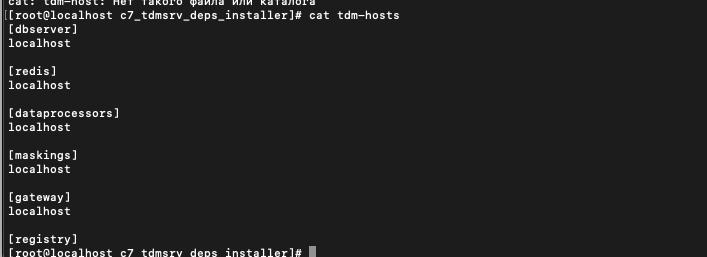 cat: tdm-host: Нет такого файла или каталога
[[root@localhost c7_tdmsrv_deps_installer]# cat tdm-hosts
[dbserver]
localhost
[redis]
localhost
[dataprocessors]
localhost
[maskings]
localhost
[gateway]
localhost
[registry]
[root@localhost c7_tdmsrv_deps_installer]#